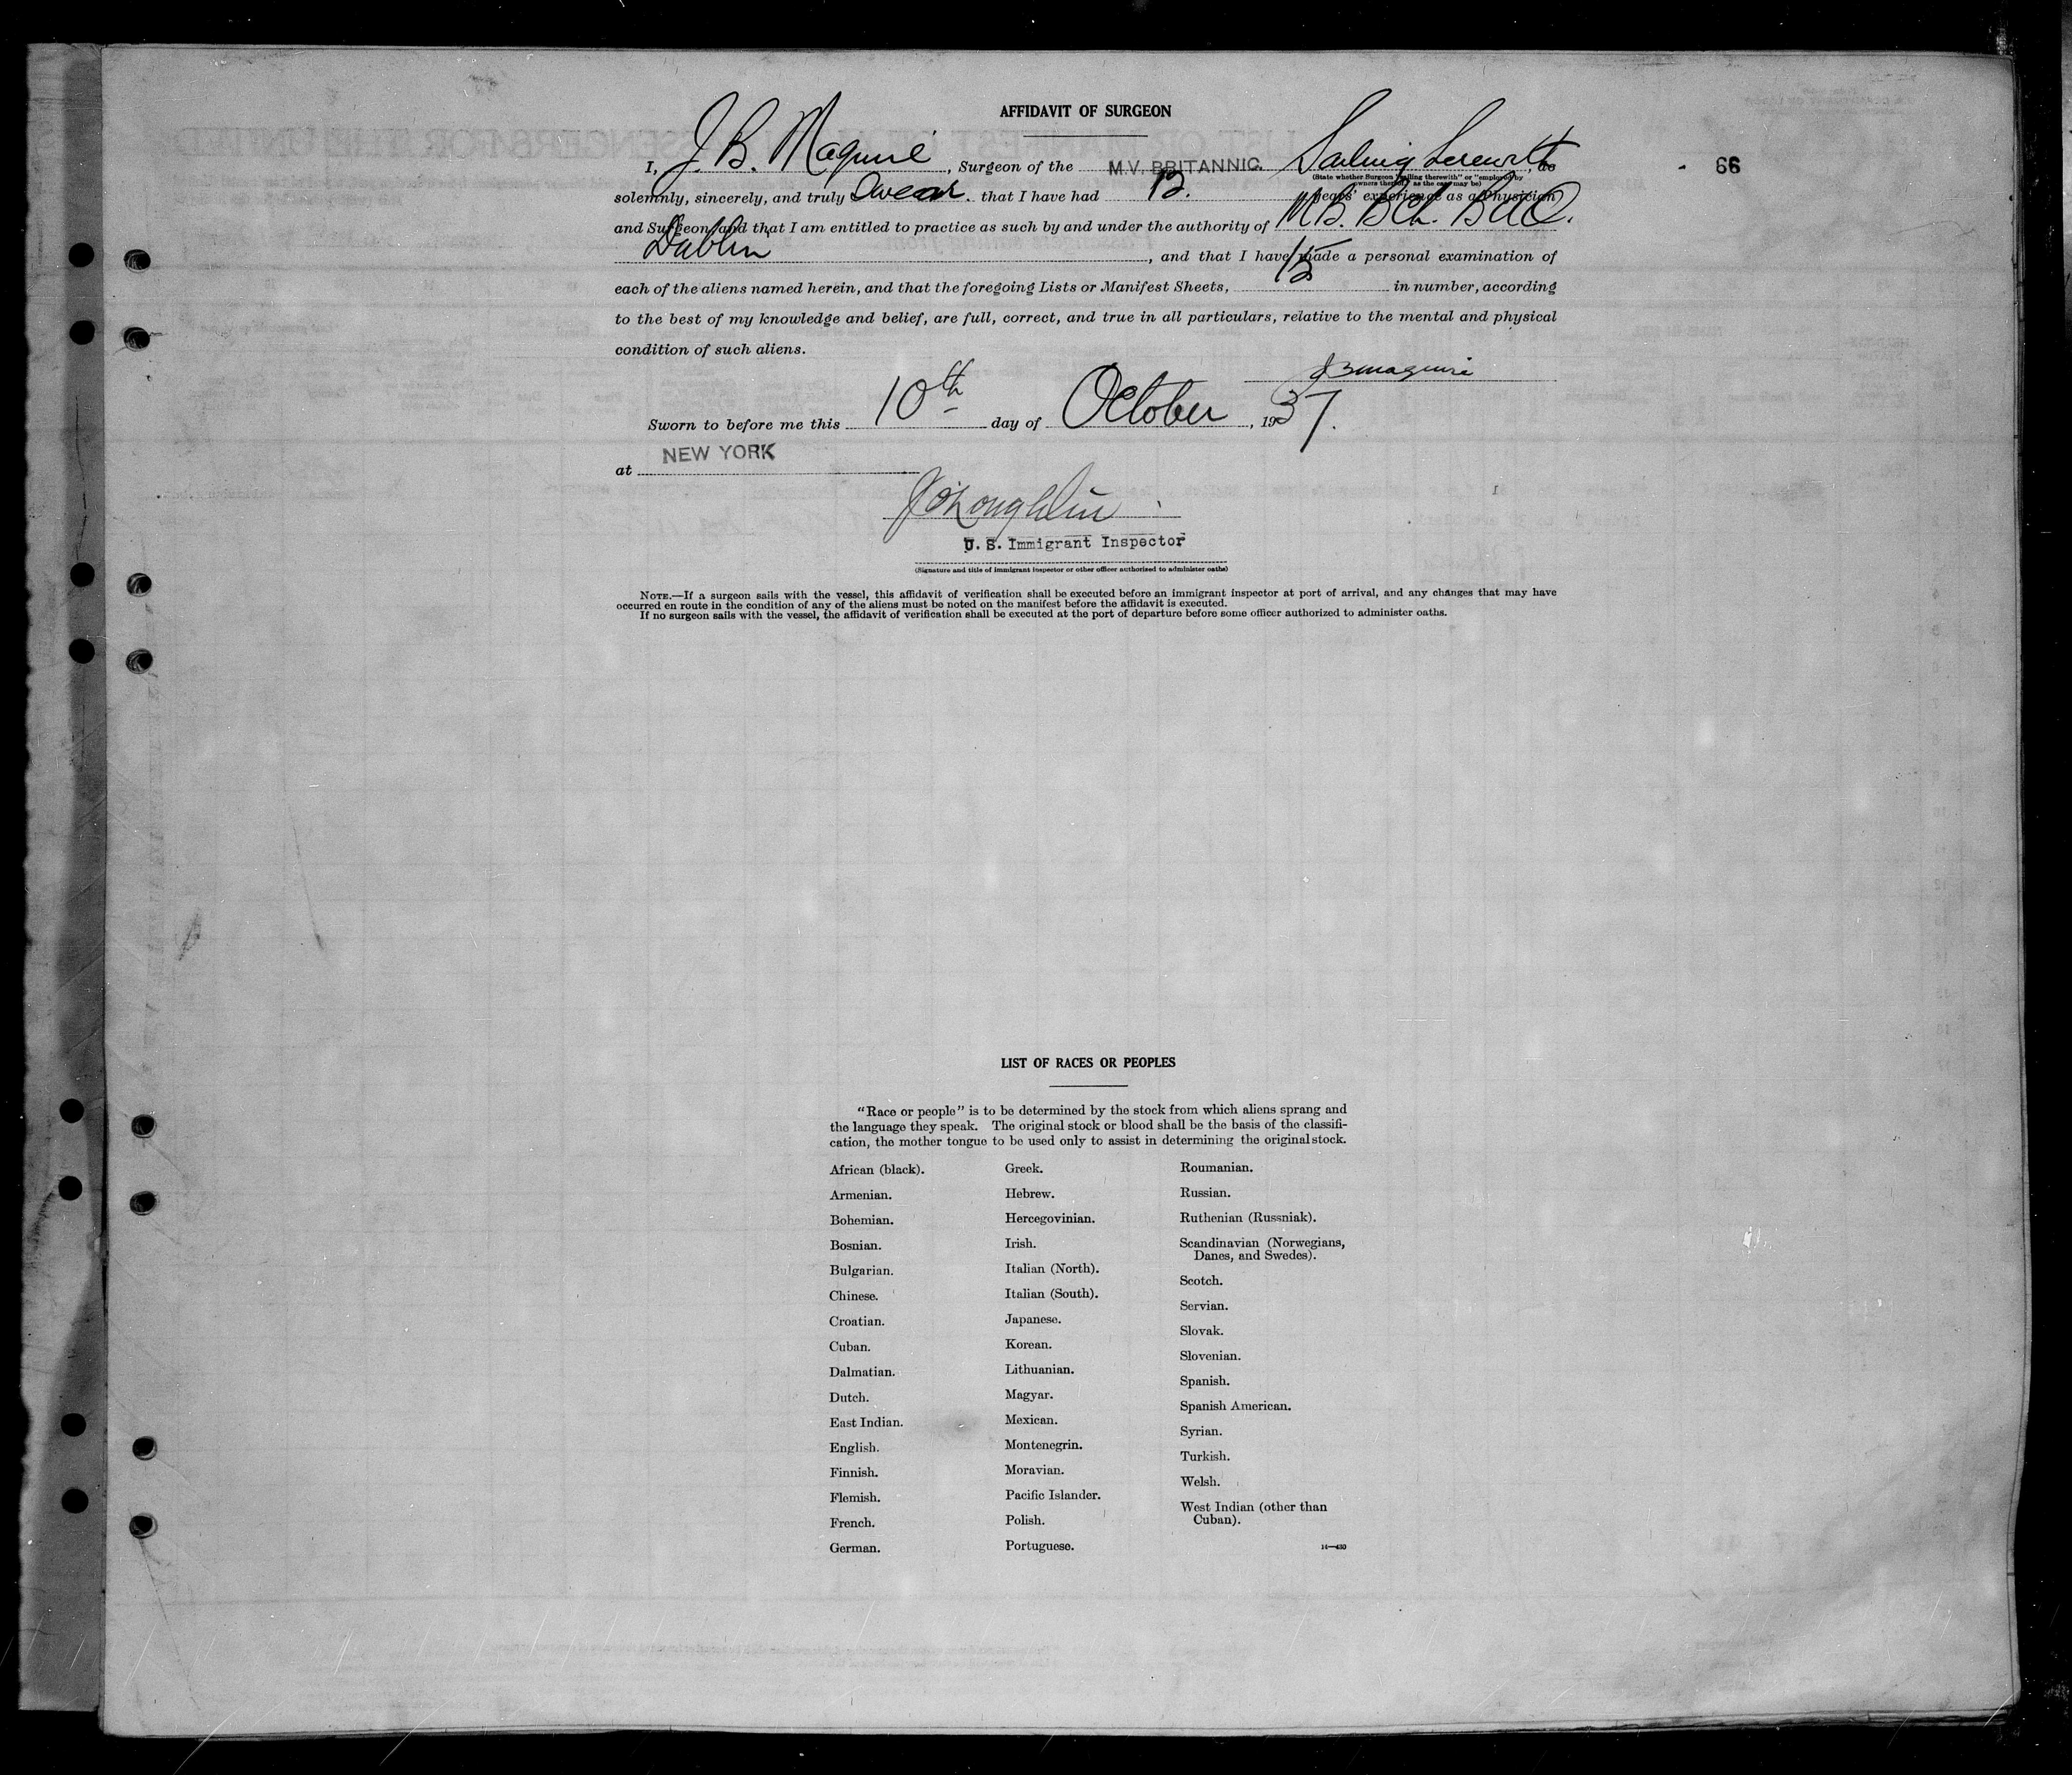 AFFIDAVIT OF SURGEON
66
I, J. B. Maguire, Surgeon of the M.V. BRITANNIC. Sailing therewith, do
(State whether Surgeon "sailing therewith" or "employed by owners thereof," as the case may be)
solemnly, sincerely, and truly swear. that I have had 12. years' experience as a Physician
and Surgeon, and that I am entitled to practice as such by and under the authority of M.B. BCh. BAO.
Dublin, and that I have made a personal examination of
each of the aliens named herein, and that the foregoing Lists or Manifest Sheets, in number, according
to the best of my knowledge and belief, are full, correct, and true in all particulars, relative to the mental and physical
condition of such aliens.
JBMaguire
Sworn to before me this 10th day of October, 1937.
at NEW YORK
J O'Loughlin
U. S. Immigrant Inspector
(Signature and title of immigrant inspector or other officer authorized to administer oaths)
NOTE.—If a surgeon sails with the vessel, this affidavit of verification shall be executed before an immigrant inspector at port of arrival, and any changes that may have
occurred en route in the condition of any of the aliens must be noted on the manifest before the affidavit is executed.
If no surgeon sails with the vessel, the affidavit of verification shall be executed at the port of departure before some officer authorized to administer oaths.
LIST OF RACES OR PEOPLES
"Race or people" is to be determined by the stock from which aliens sprang and
the language they speak. The original stock or blood shall be the basis of the classifi-
cation, the mother tongue to be used only to assist in determining the original stock.
African (black).
Armenian.
Bohemian.
Bosnian.
Bulgarian.
Chinese.
Croatian.
Cuban.
Dalmatian.
Dutch.
East Indian.
English.
Finnish.
Flemish.
French.
German.
Greek.
Hebrew.
Hercegovinian.
Irish.
Italian (North).
Italian (South).
Japanese.
Korean.
Lithuanian.
Magyar.
Mexican.
Montenegrin.
Moravian.
Pacific Islander.
Polish.
Portuguese.
Roumanian.
Russian.
Ruthenian (Russniak).
Scandinavian (Norwegians,
Danes, and Swedes).
Scotch.
Servian.
Slovak.
Slovenian.
Spanish.
Spanish American.
Syrian.
Turkish.
Welsh.
West Indian (other than
Cuban).
14—430